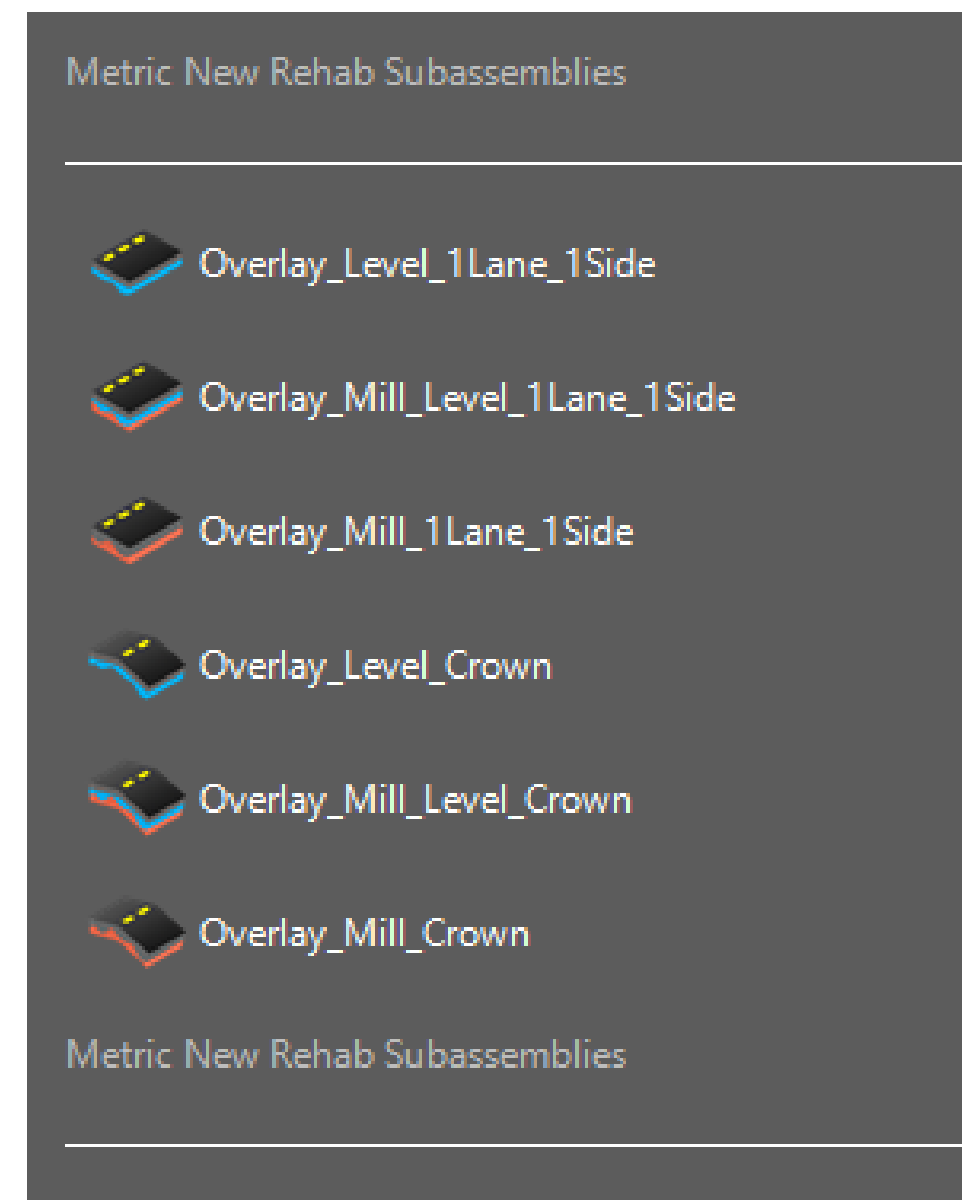 Metric New Rehab Subassemblies
Overlay_Level_1Lane_1Side
Overlay_Mill_Level_1Lane_1Side
Overlay_Mill_1Lane_1Side
Overlay_Level_Crown
Overlay_Mill_Level_Crown
Overlay_Mill_Crown
Metric New Rehab Subassemblies